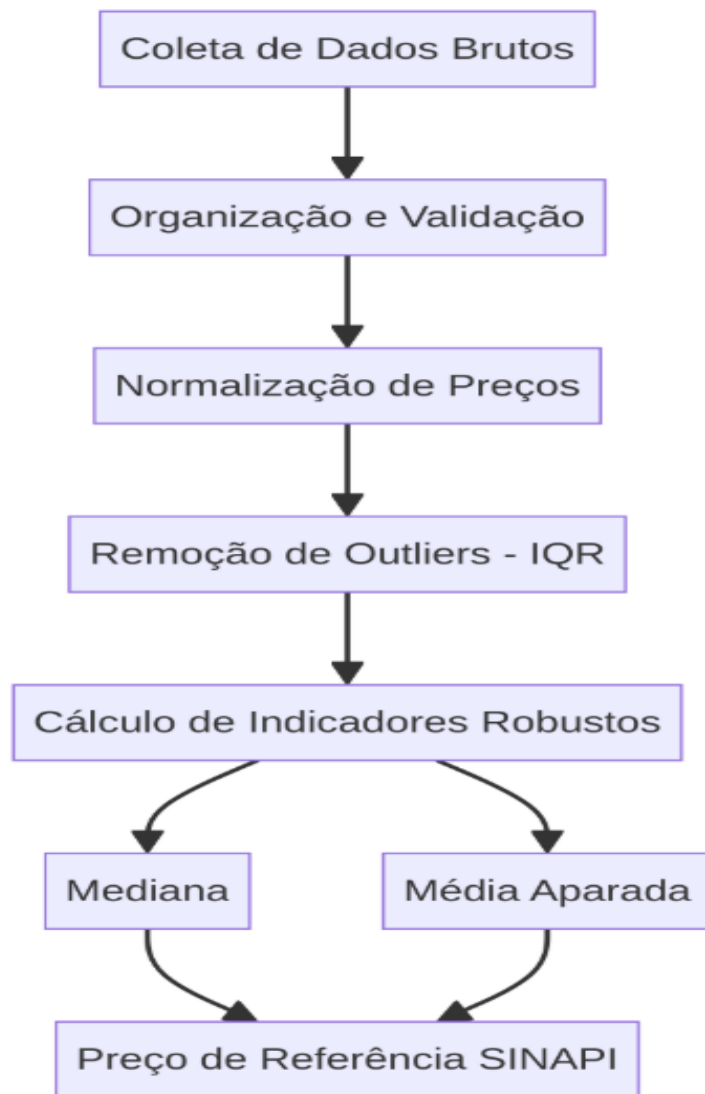 Coleta de Dados Brutos
Organização e Validação
Normalização de Preços
Remoção de Outliers - IQR
Cálculo de Indicadores Robustos
Mediana
Média Aparada
Preço de Referência SINAPI